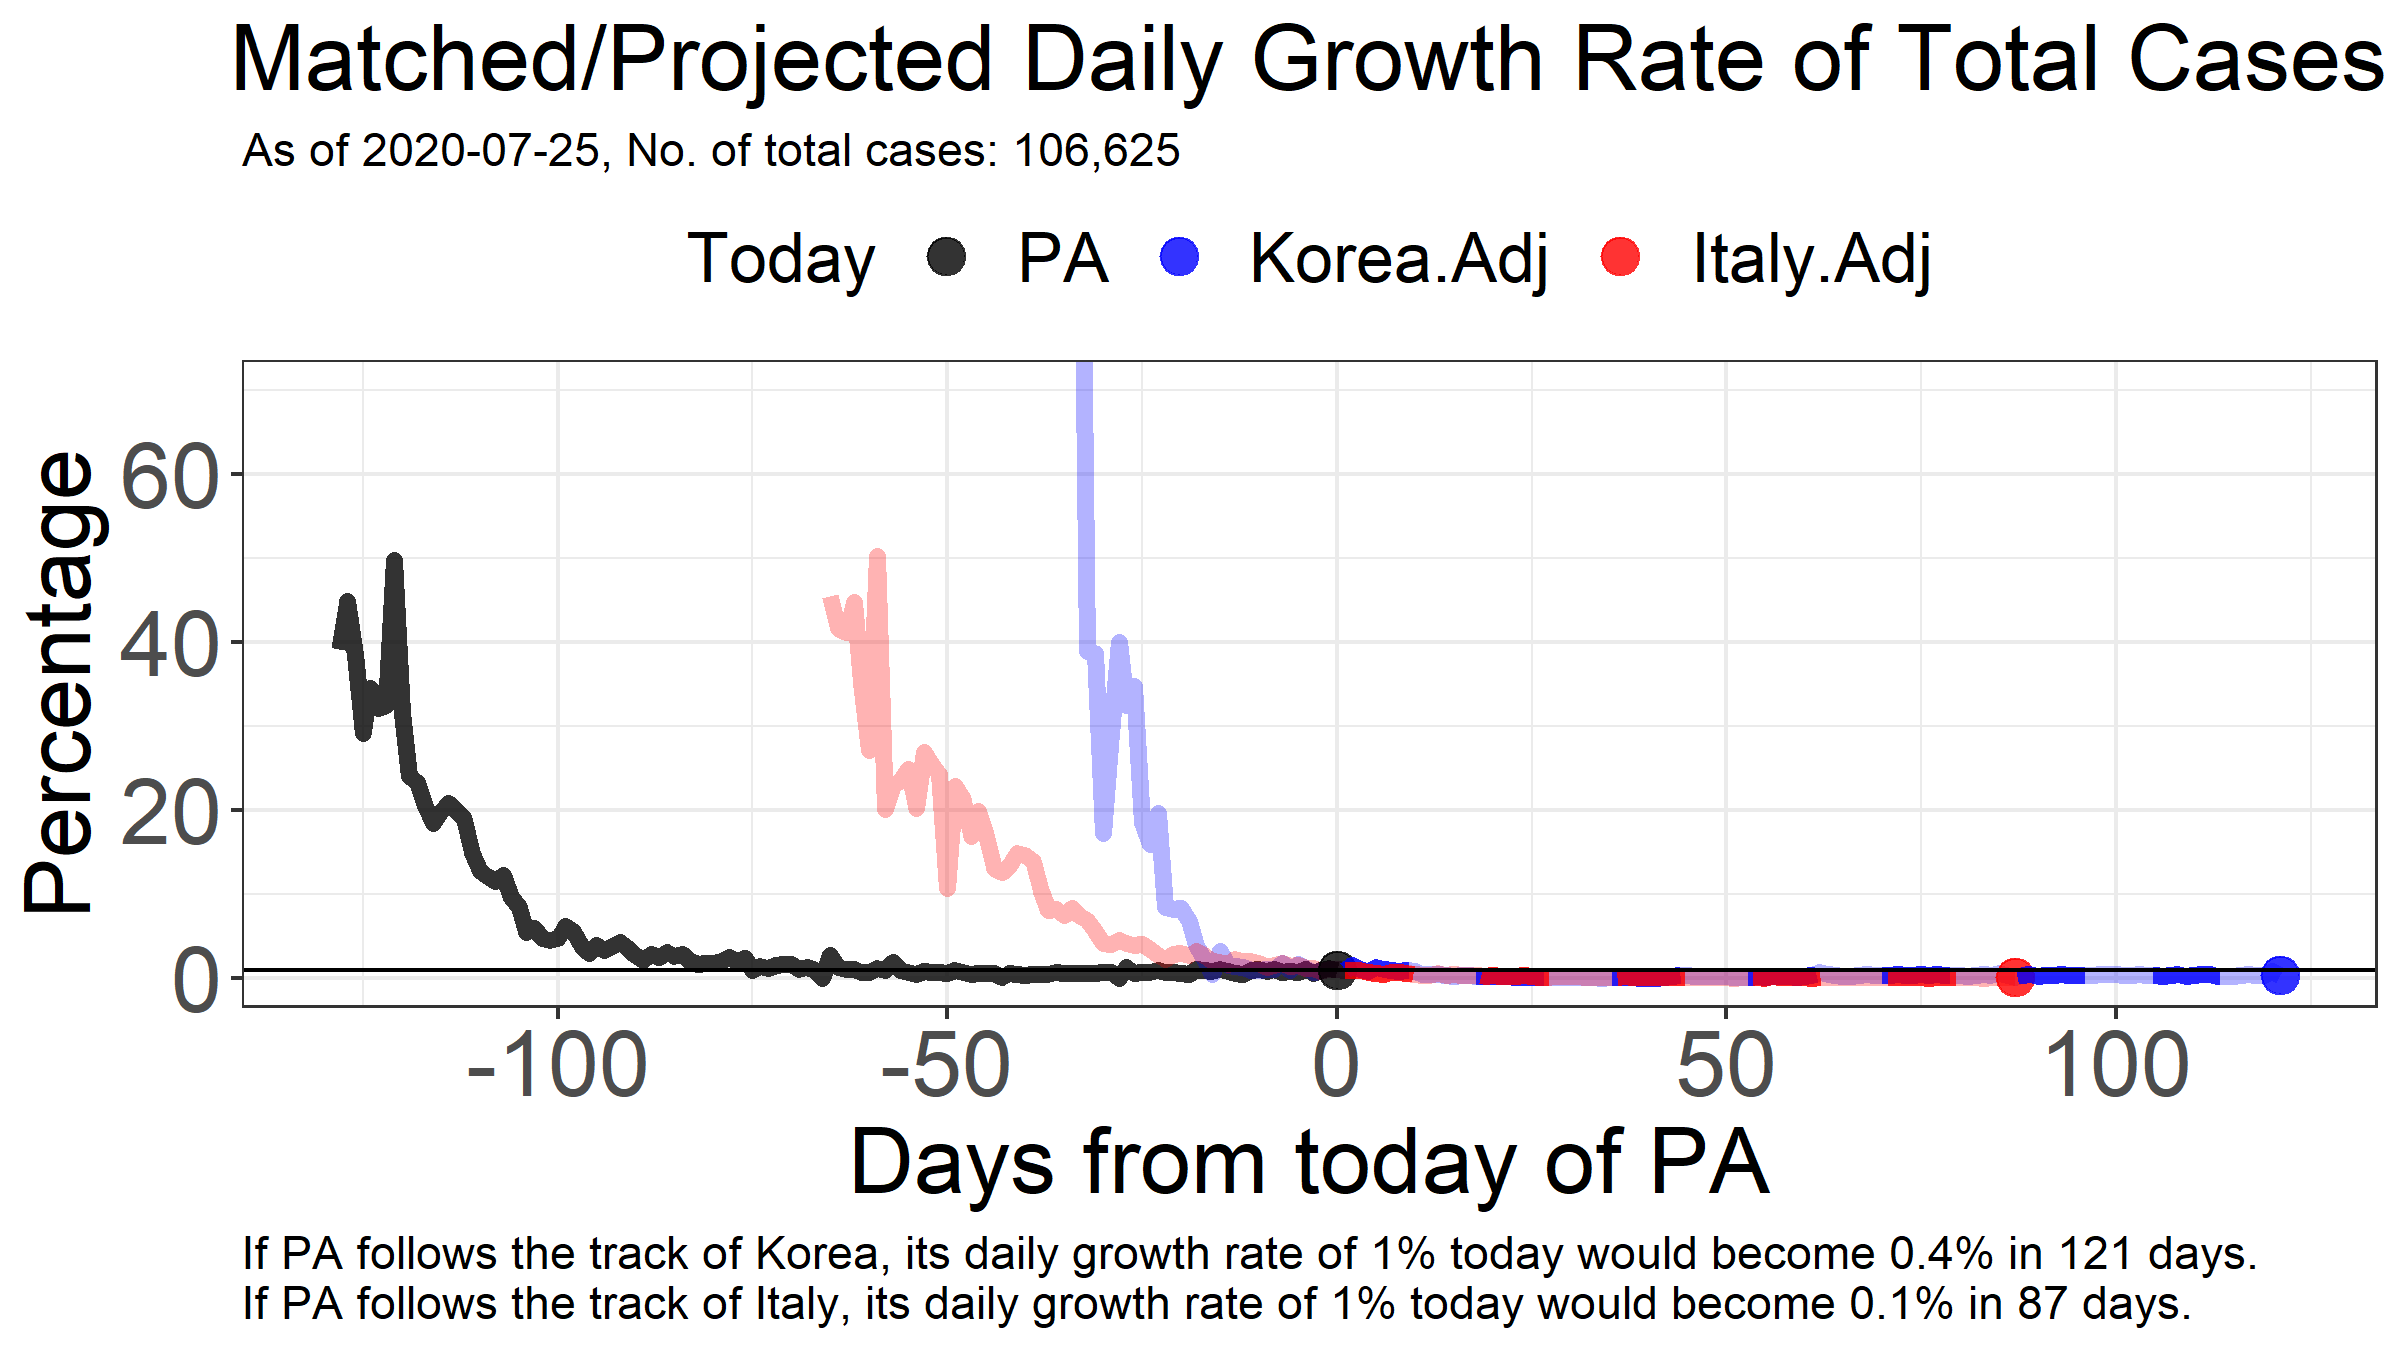 Matched/Projected Daily Growth Rate of Total Cases
As of 2020-07-25, No. of total cases: 106,625
Today PA Korea.Adj Italy.Adj
Percentage
60
40
20
0
-100 -50 0 50 100
Days from today of PA
If PA follows the track of Korea, its daily growth rate of 1% today would become 0.4% in 121 days.
If PA follows the track of Italy, its daily growth rate of 1% today would become 0.1% in 87 days.